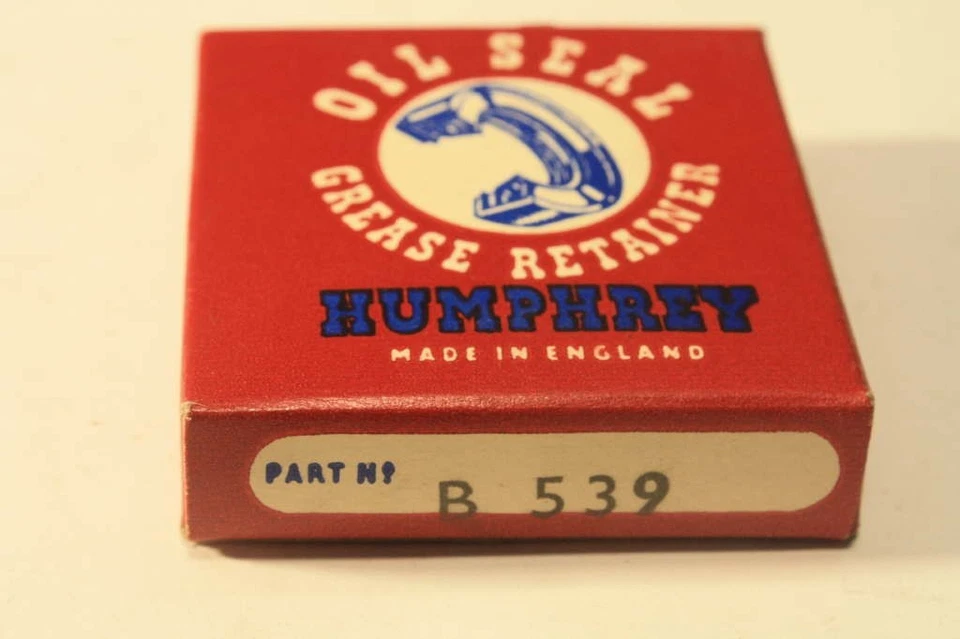 OIL SEAL
GREASE RETAINER
HUMPHREY
MADE IN ENGLAND
PART Nº B 539